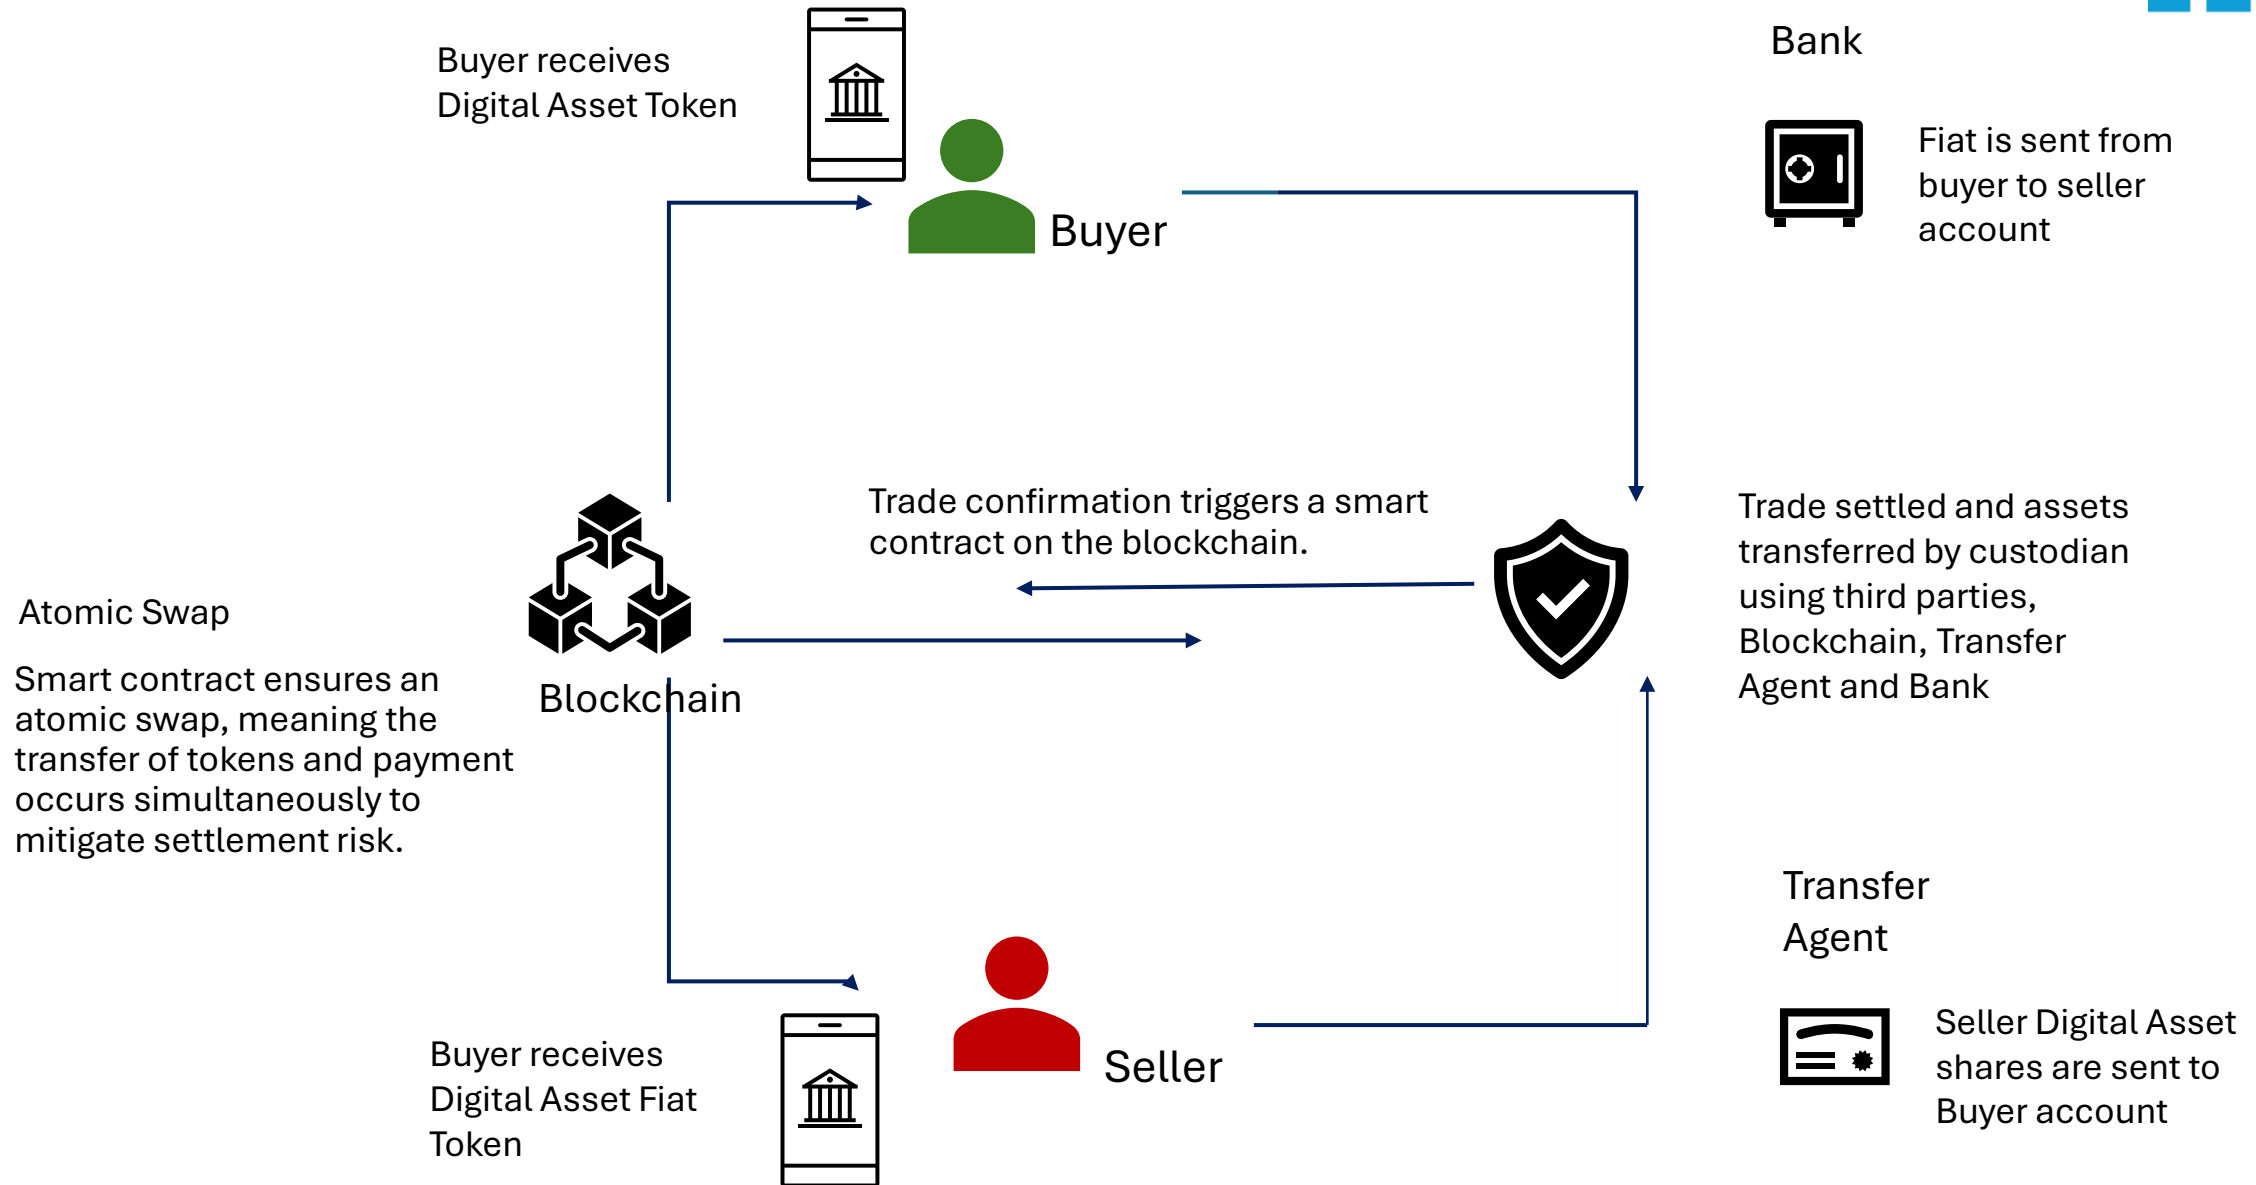 Buyer receives
Digital Asset Token
Buyer
Bank
Fiat is sent from
buyer to seller
account
Trade confirmation triggers a smart
contract on the blockchain.
Trade settled and assets
transferred by custodian
using third parties,
Blockchain, Transfer
Agent and Bank
Blockchain
Atomic Swap
Smart contract ensures an
atomic swap, meaning the
transfer of tokens and payment
occurs simultaneously to
mitigate settlement risk.
Transfer
Agent
Seller Digital Asset
shares are sent to
Buyer account
Seller
Buyer receives
Digital Asset Fiat
Token